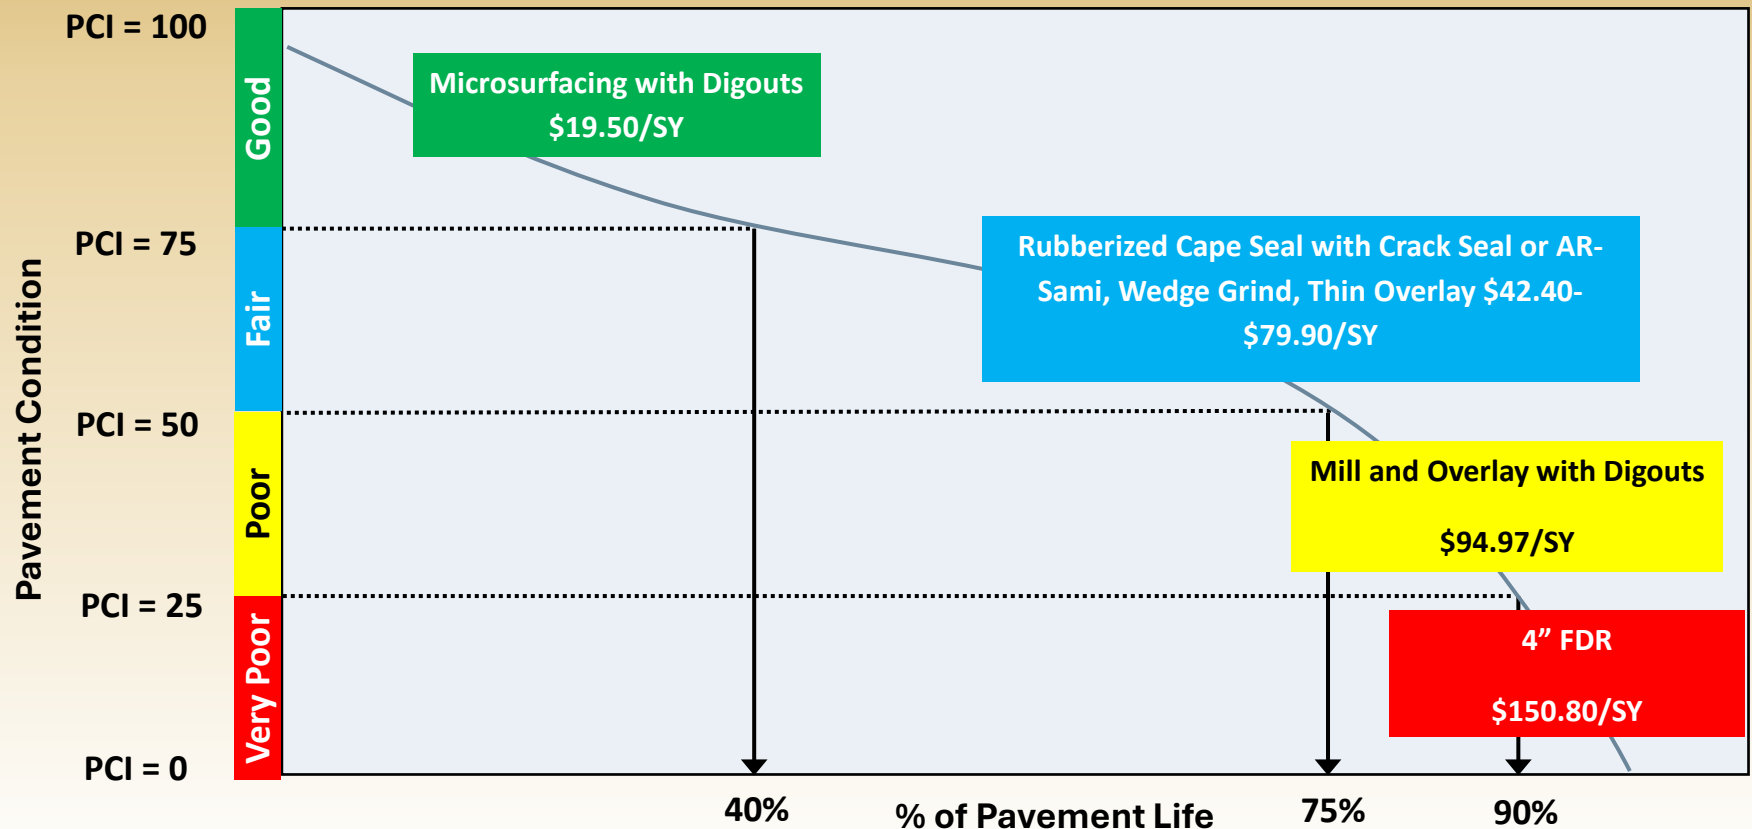 PCI = 100
Good
Microsurfacing with Digouts
$19.50/SY
PCI = 75
Fair
Rubberized Cape Seal with Crack Seal or AR-
Sami, Wedge Grind, Thin Overlay $42.40-
$79.90/SY
Pavement Condition
PCI = 50
Poor
Mill and Overlay with Digouts
$94.97/SY
PCI = 25
Very Poor
4” FDR
$150.80/SY
PCI = 0
40%
% of Pavement Life
75%
90%